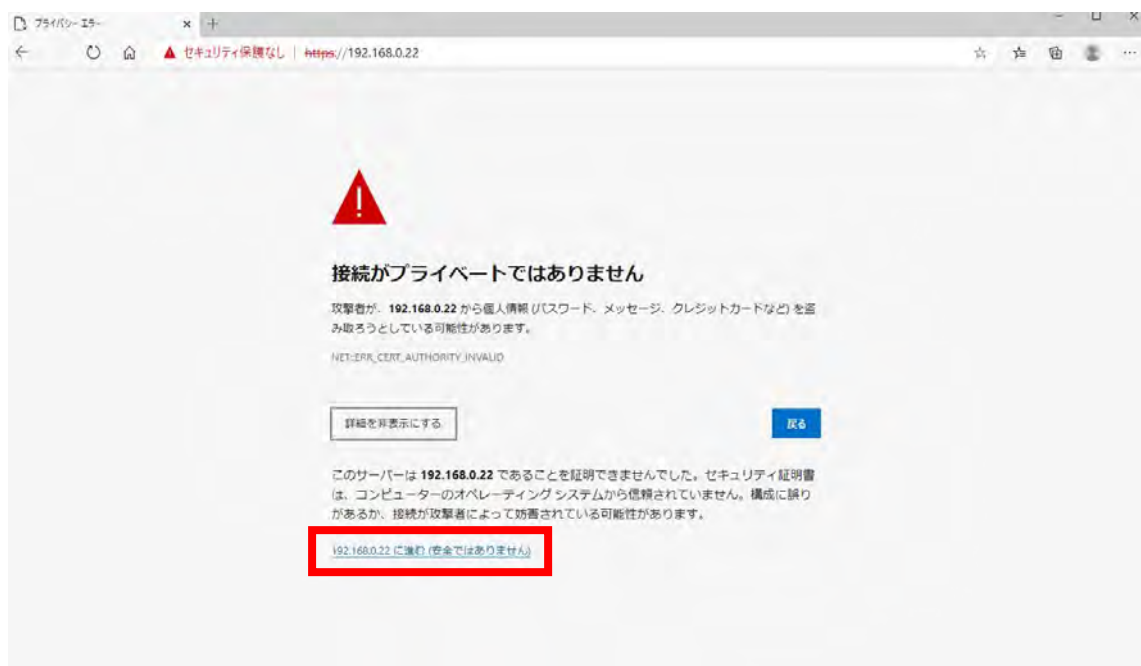 プライバシー エラー
セキュリティ保護なし | https://192.168.0.22
接続がプライベートではありません
攻撃者が、192.168.0.22 から個人情報 (パスワード、メッセージ、クレジットカードなど) を盗
み取ろうとしている可能性があります。
NET::ERR_CERT_AUTHORITY_INVALID
詳細を非表示にする
戻る
このサーバーは 192.168.0.22 であることを証明できませんでした。セキュリティ証明書
は、コンピューターのオペレーティング システムから信頼されていません。構成に誤り
があるか、接続が攻撃者によって妨害されている可能性があります。
192.168.0.22 に進む (安全ではありません)